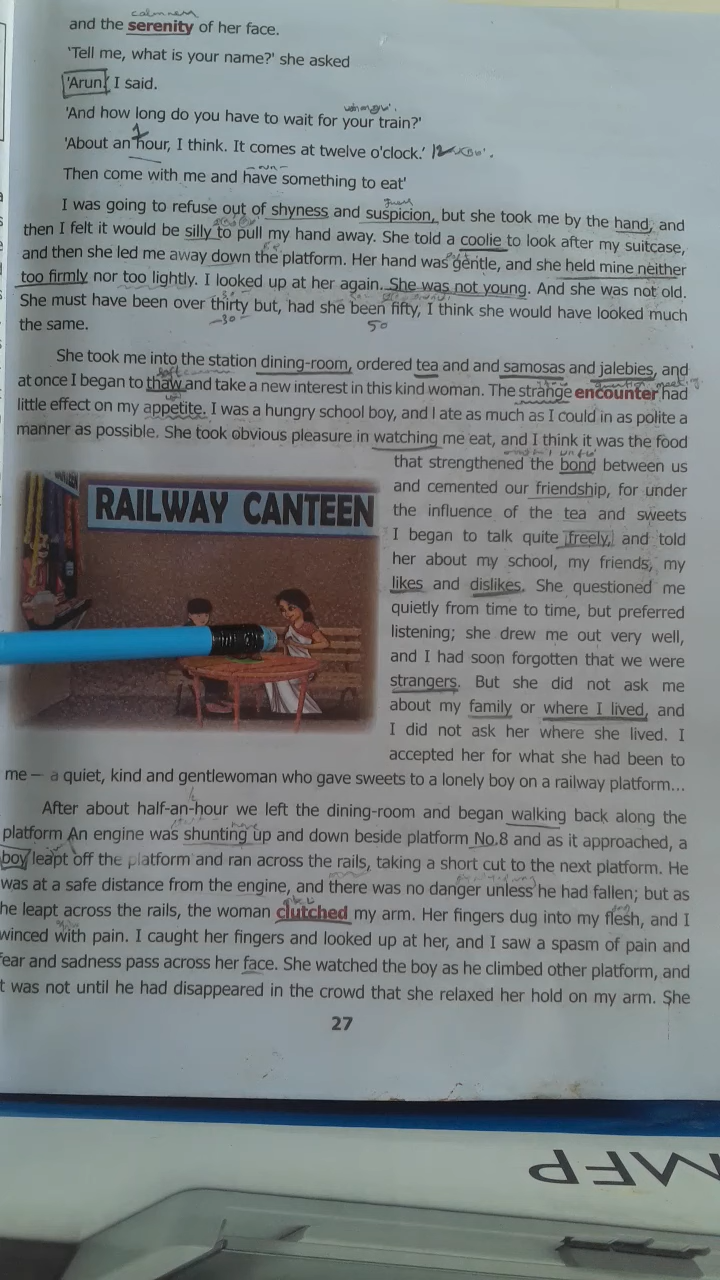 calmness
and the serenity of her face.
'Tell me, what is your name?' she asked
'Arun,' I said.
'And how long do you have to wait for your train?'
'About an hour, I think. It comes at twelve o'clock.' 12
Then come with me and have something to eat'
I was going to refuse out of shyness and suspicion, but she took me by the hand, and
then I felt it would be silly to pull my hand away. She told a coolie to look after my suitcase,
and then she led me away down the platform. Her hand was gentle, and she held mine neither
too firmly nor too lightly. I looked up at her again. She was not young. And she was not old.
She must have been over thirty but, had she been fifty, I think she would have looked much
30 50
the same.
She took me into the station dining-room, ordered tea and and samosas and jalebies, and
soft
at once I began to thaw and take a new interest in this kind woman. The strange encounter had
little effect on my appetite. I was a hungry school boy, and I ate as much as I could in as polite a
manner as possible. She took obvious pleasure in watching me eat, and I think it was the food
that strengthened the bond between us
and cemented our friendship, for under
the influence of the tea and sweets
I began to talk quite freely, and told
her about my school, my friends, my
likes and dislikes. She questioned me
quietly from time to time, but preferred
listening; she drew me out very well,
and I had soon forgotten that we were
strangers. But she did not ask me
about my family or where I lived, and
I did not ask her where she lived. I
accepted her for what she had been to
RAILWAY CANTEEN
me – a quiet, kind and gentlewoman who gave sweets to a lonely boy on a railway platform...
After about half-an-hour we left the dining-room and began walking back along the
platform An engine was shunting up and down beside platform No.8 and as it approached, a
boy leapt off the platform and ran across the rails, taking a short cut to the next platform. He
was at a safe distance from the engine, and there was no danger unless he had fallen; but as
he leapt across the rails, the woman clutched my arm. Her fingers dug into my flesh, and I
winced with pain. I caught her fingers and looked up at her, and I saw a spasm of pain and
fear and sadness pass across her face. She watched the boy as he climbed other platform, and
t was not until he had disappeared in the crowd that she relaxed her hold on my arm. She
27
MFP